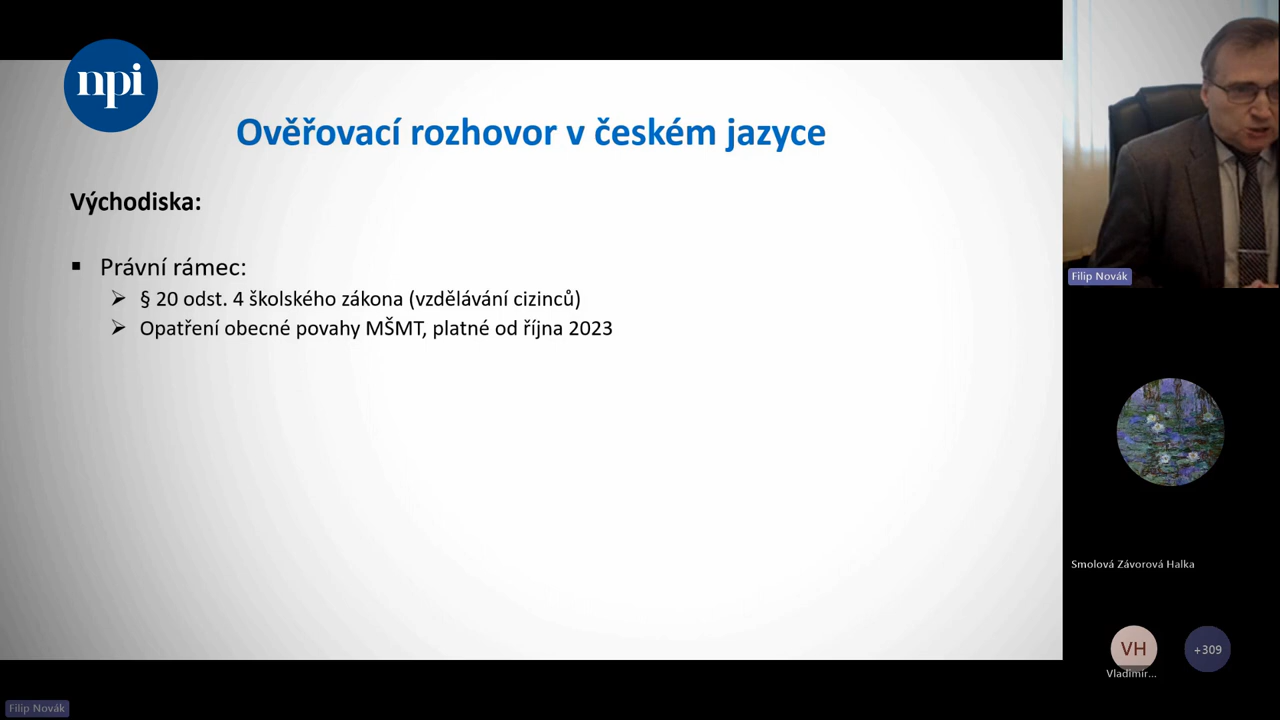 npi
Ověřovací rozhovor v českém jazyce
Východiska:
Právní rámec:
§ 20 odst. 4 školského zákona (vzdělávání cizinců)
Opatření obecné povahy MŠMT, platné od října 2023
Filip Novák
Smolová Závorová Halka
VH
+309
Vladimír...
Filip Novák